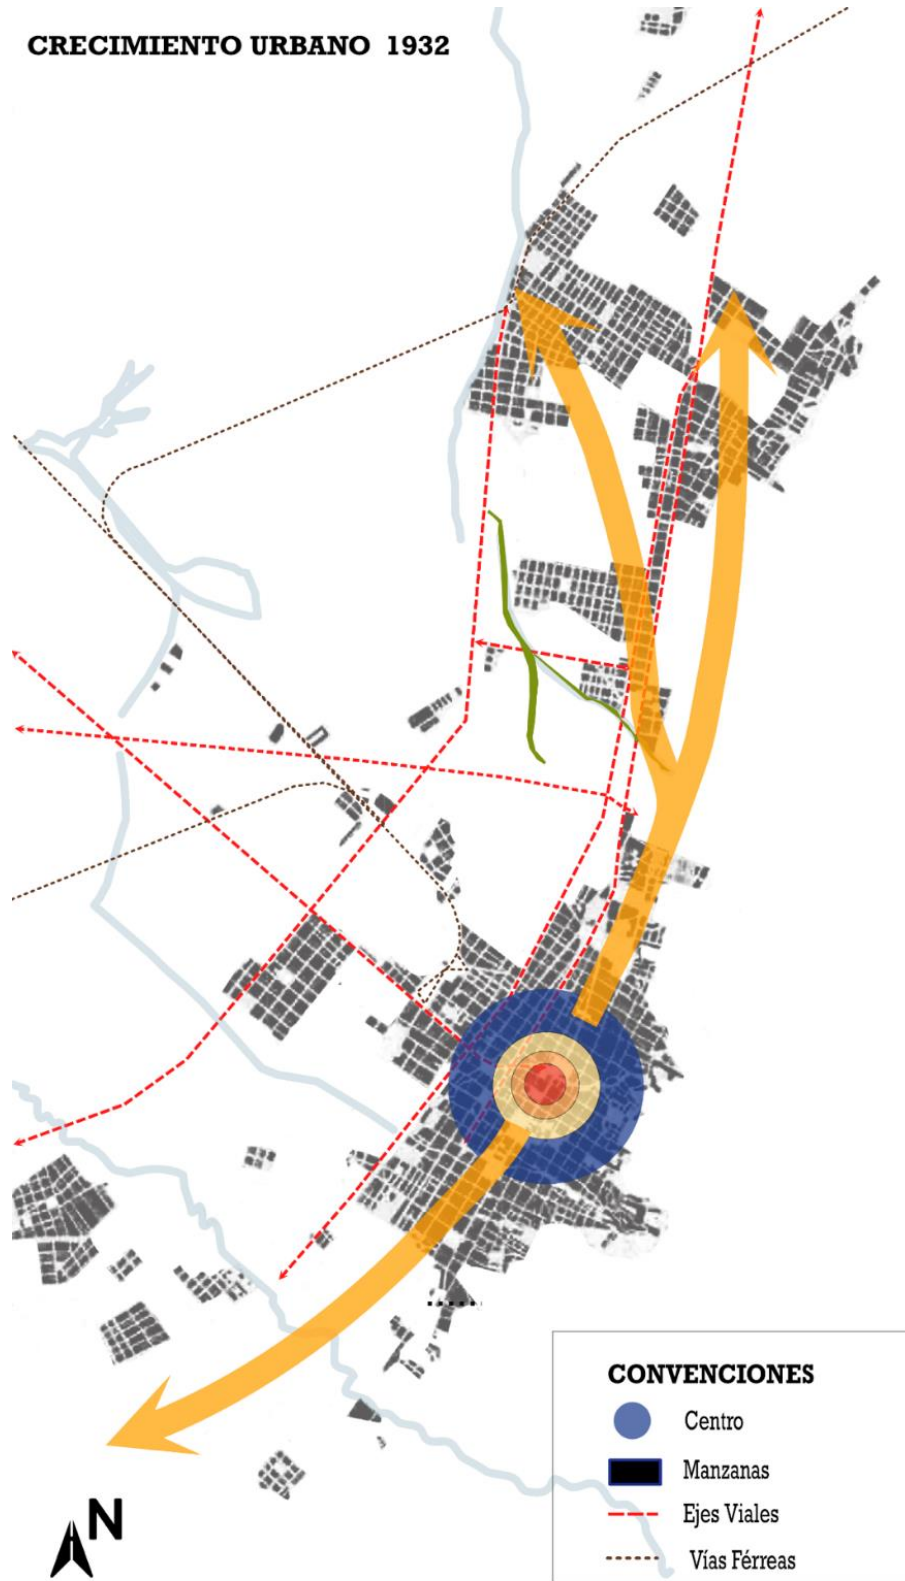 CRECIMIENTO URBANO 1932
CONVENCIONES
Centro
Manzanas
Ejes Viales
Vías Férreas
N